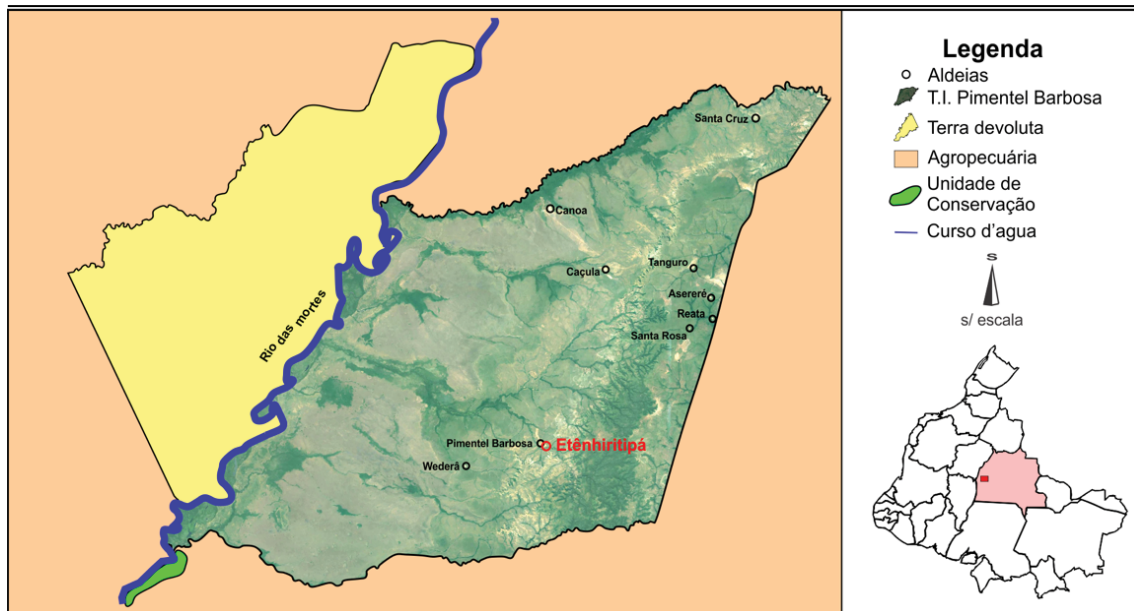 Santa Cruz
Canoa
Caçula
Tanguro
Asereré
Reata
Santa Rosa
Rio das mortes
Pimentel Barbosa
Etênhiritipá
Wederã
Legenda
Aldeias
T.I. Pimentel Barbosa
Terra devoluta
Agropecuária
Unidade de
Conservação
Curso d'agua
s
s/ escala